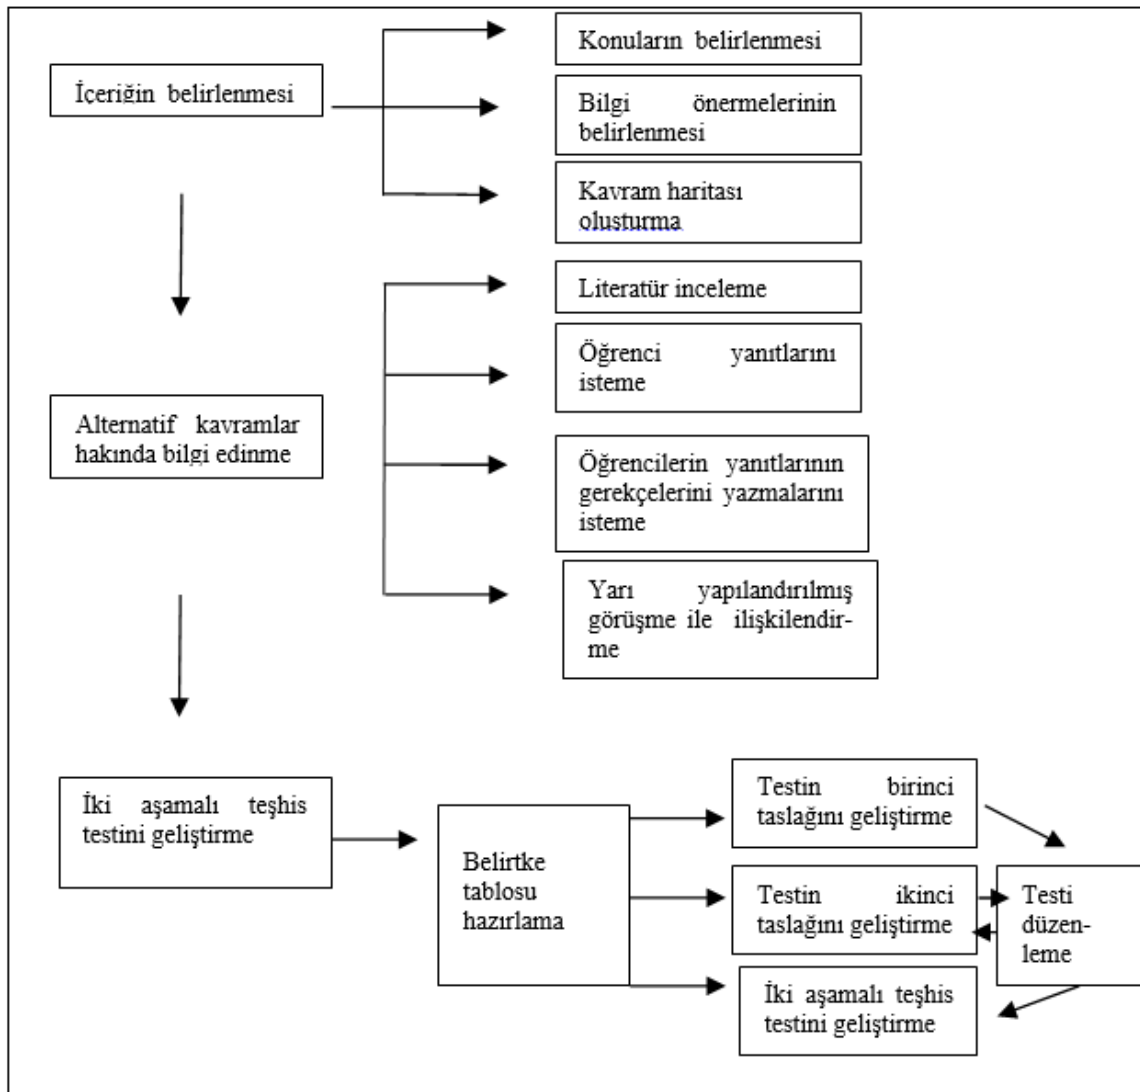 İçeriğin belirlenmesi
Konuların belirlenmesi
Bilgi önermelerinin
belirlenmesi
Kavram haritası
oluşturma
Alternatif kavramlar
hakında bilgi edinme
Literatür inceleme
Öğrenci yanıtlarını
isteme
Öğrencilerin yanıtlarının
gerekçelerini yazmalarını
isteme
Yarı yapılandırılmış
görüşme ile ilişkilendir-
me
İki aşamalı teşhis
testini geliştirme
Belirtke
tablosu
hazırlama
Testin birinci
taslağını geliştirme
Testin ikinci
taslağını geliştirme
İki aşamalı teşhis
testini geliştirme
Testi
düzen-
leme